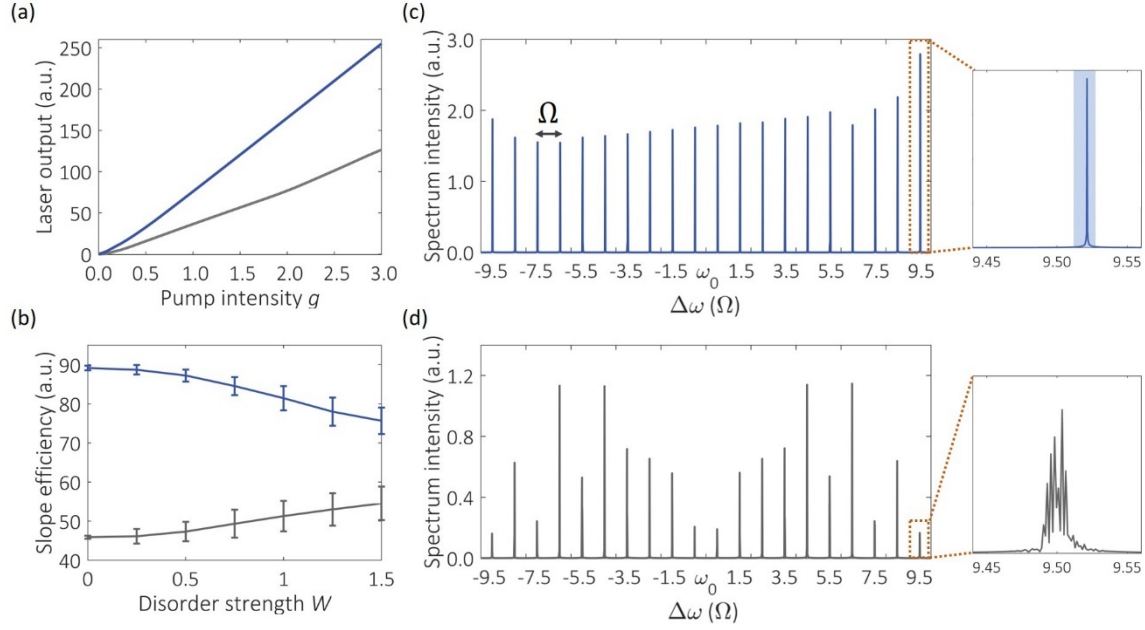 (a)
Laser output (a.u.)
250
200
150
100
50
0
0.0 0.5 1.0 1.5 2.0 2.5 3.0
Pump intensity g
(b)
Slope efficiency (a.u.)
90
80
70
60
50
40
0 0.5 1 1.5
Disorder strength W
(c)
Spectrum intensity (a.u.)
3.0
2.0
1.0
0.0
Ω
-9.5 -7.5 -5.5 -3.5 -1.5 ω₀ 1.5 3.5 5.5 7.5 9.5
Δω (Ω)
9.45 9.50 9.55
(d)
Spectrum intensity (a.u.)
1.2
0.8
0.4
0.0
-9.5 -7.5 -5.5 -3.5 -1.5 ω₀ 1.5 3.5 5.5 7.5 9.5
Δω (Ω)
9.45 9.50 9.55